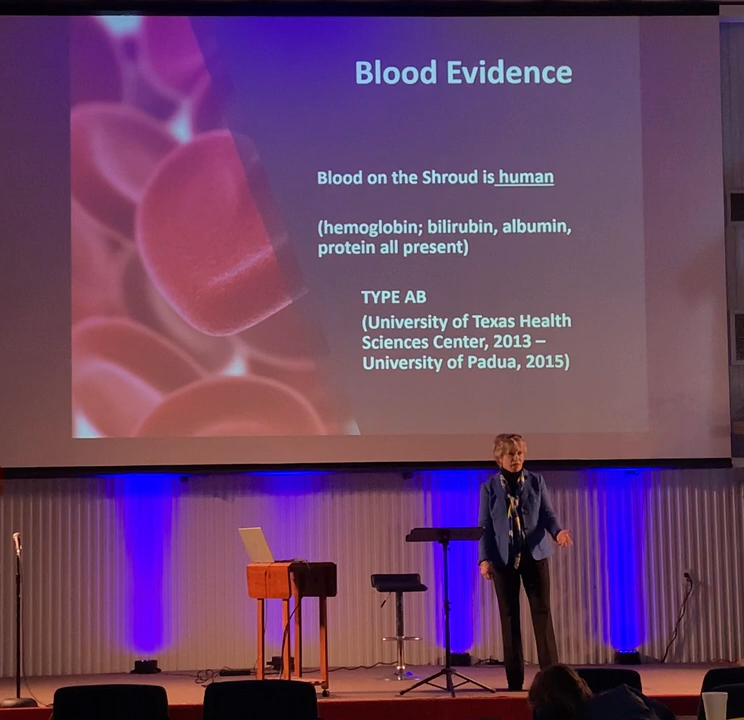 Blood Evidence
Blood on the Shroud is human
(hemoglobin; bilirubin, albumin,
protein all present)
TYPE AB
(University of Texas Health
Sciences Center, 2013 –
University of Padua, 2015)